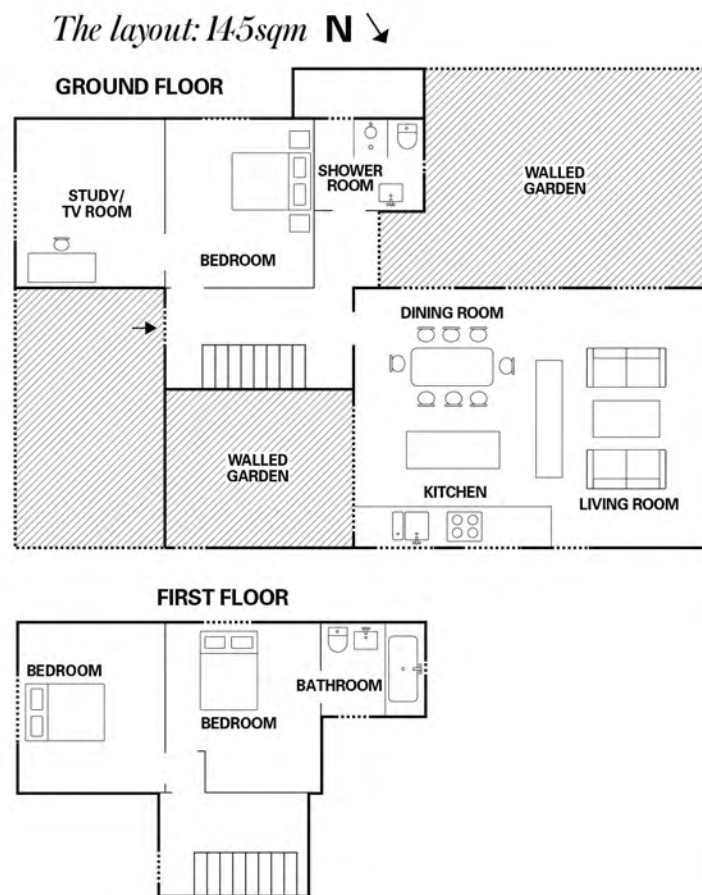 The layout: 145sqm N
GROUND FLOOR
SHOWER
ROOM
WALLED
GARDEN
STUDY/
TV ROOM
BEDROOM
DINING ROOM
WALLED
GARDEN
KITCHEN
LIVING ROOM
FIRST FLOOR
BEDROOM
BATHROOM
BEDROOM